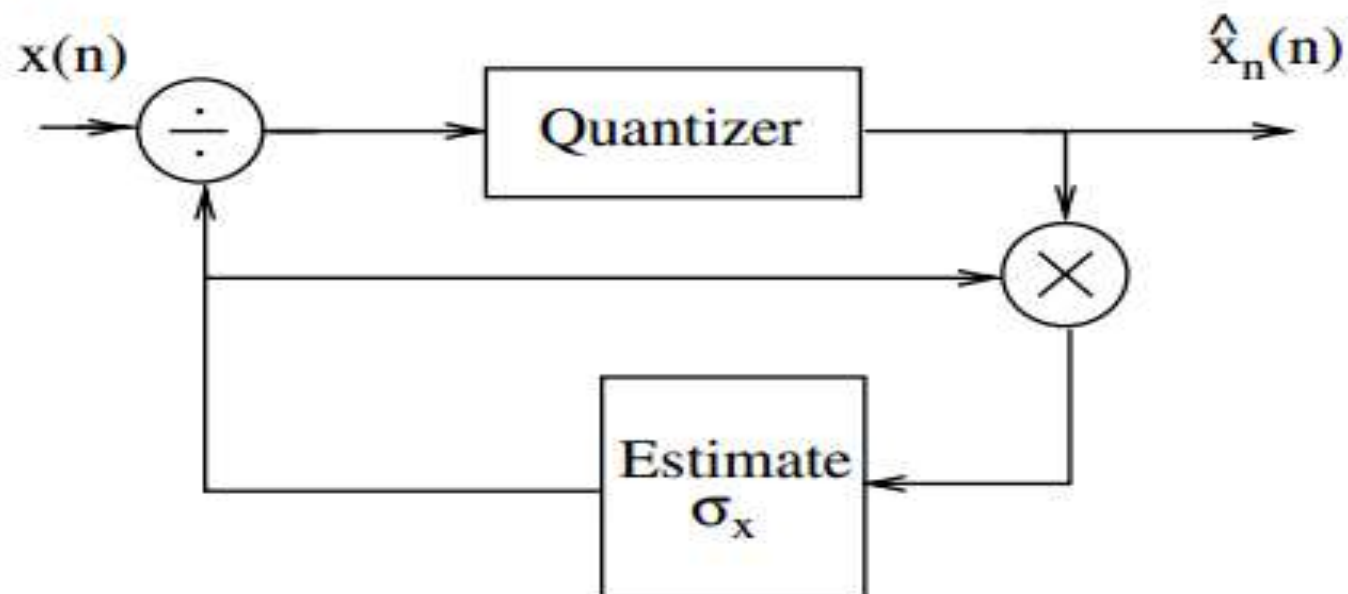 x(n)
x̂ₙ(n)
÷
Quantizer
×
Estimate
σₓ